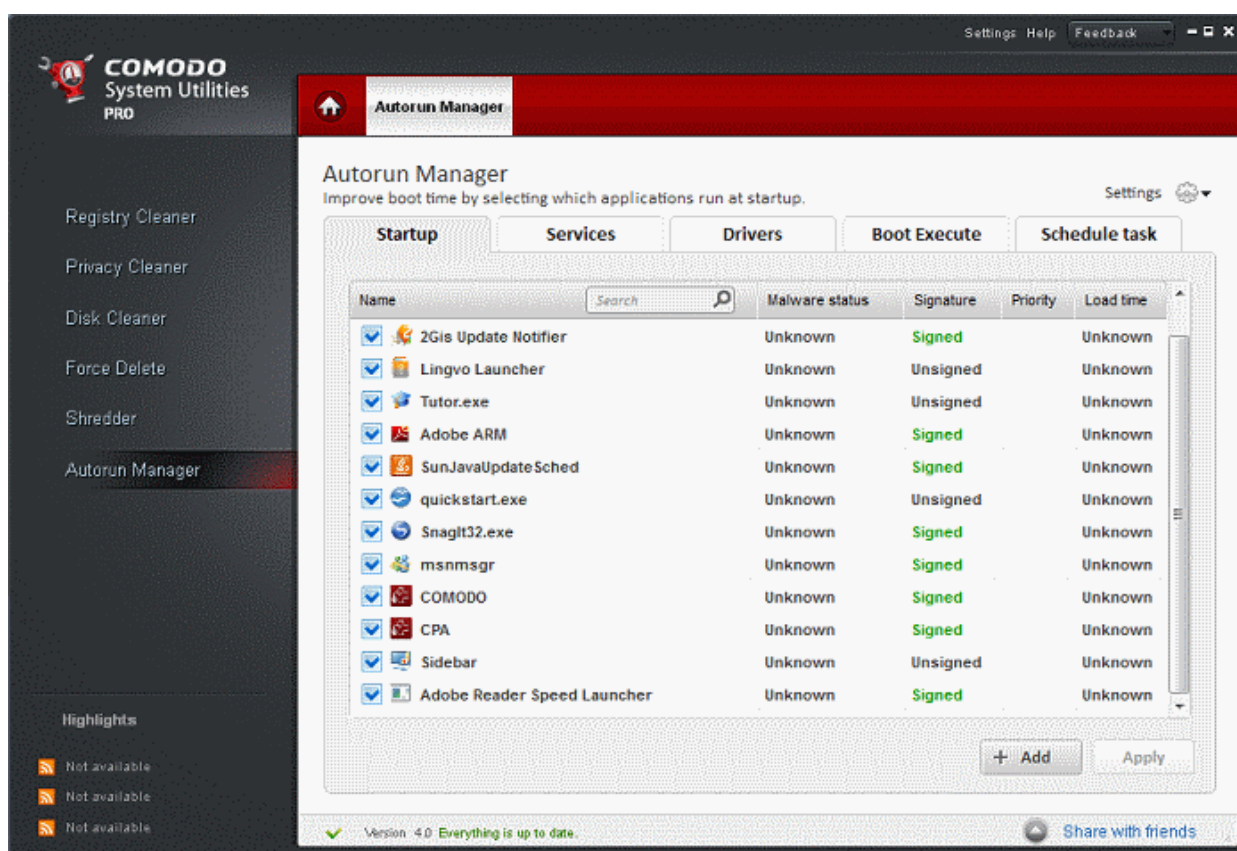 Settings Help Feedback
COMODO
System Utilities
PRO
Autorun Manager
Autorun Manager
Improve boot time by selecting which applications run at startup.
Settings
Registry Cleaner
Privacy Cleaner
Disk Cleaner
Force Delete
Shredder
Autorun Manager
Startup Services Drivers Boot Execute Schedule task
Name Search Malware status Signature Priority Load time
2Gis Update Notifier Unknown Signed Unknown
Lingvo Launcher Unknown Unsigned Unknown
Tutor.exe Unknown Unsigned Unknown
Adobe ARM Unknown Signed Unknown
SunJavaUpdateSched Unknown Signed Unknown
quickstart.exe Unknown Unsigned Unknown
SnagIt32.exe Unknown Signed Unknown
msnmsgr Unknown Signed Unknown
COMODO Unknown Signed Unknown
CPA Unknown Signed Unknown
Sidebar Unknown Unsigned Unknown
Adobe Reader Speed Launcher Unknown Signed Unknown
+ Add Apply
Highlights
Not available
Not available
Not available
Version 4.0 Everything is up to date.
Share with friends